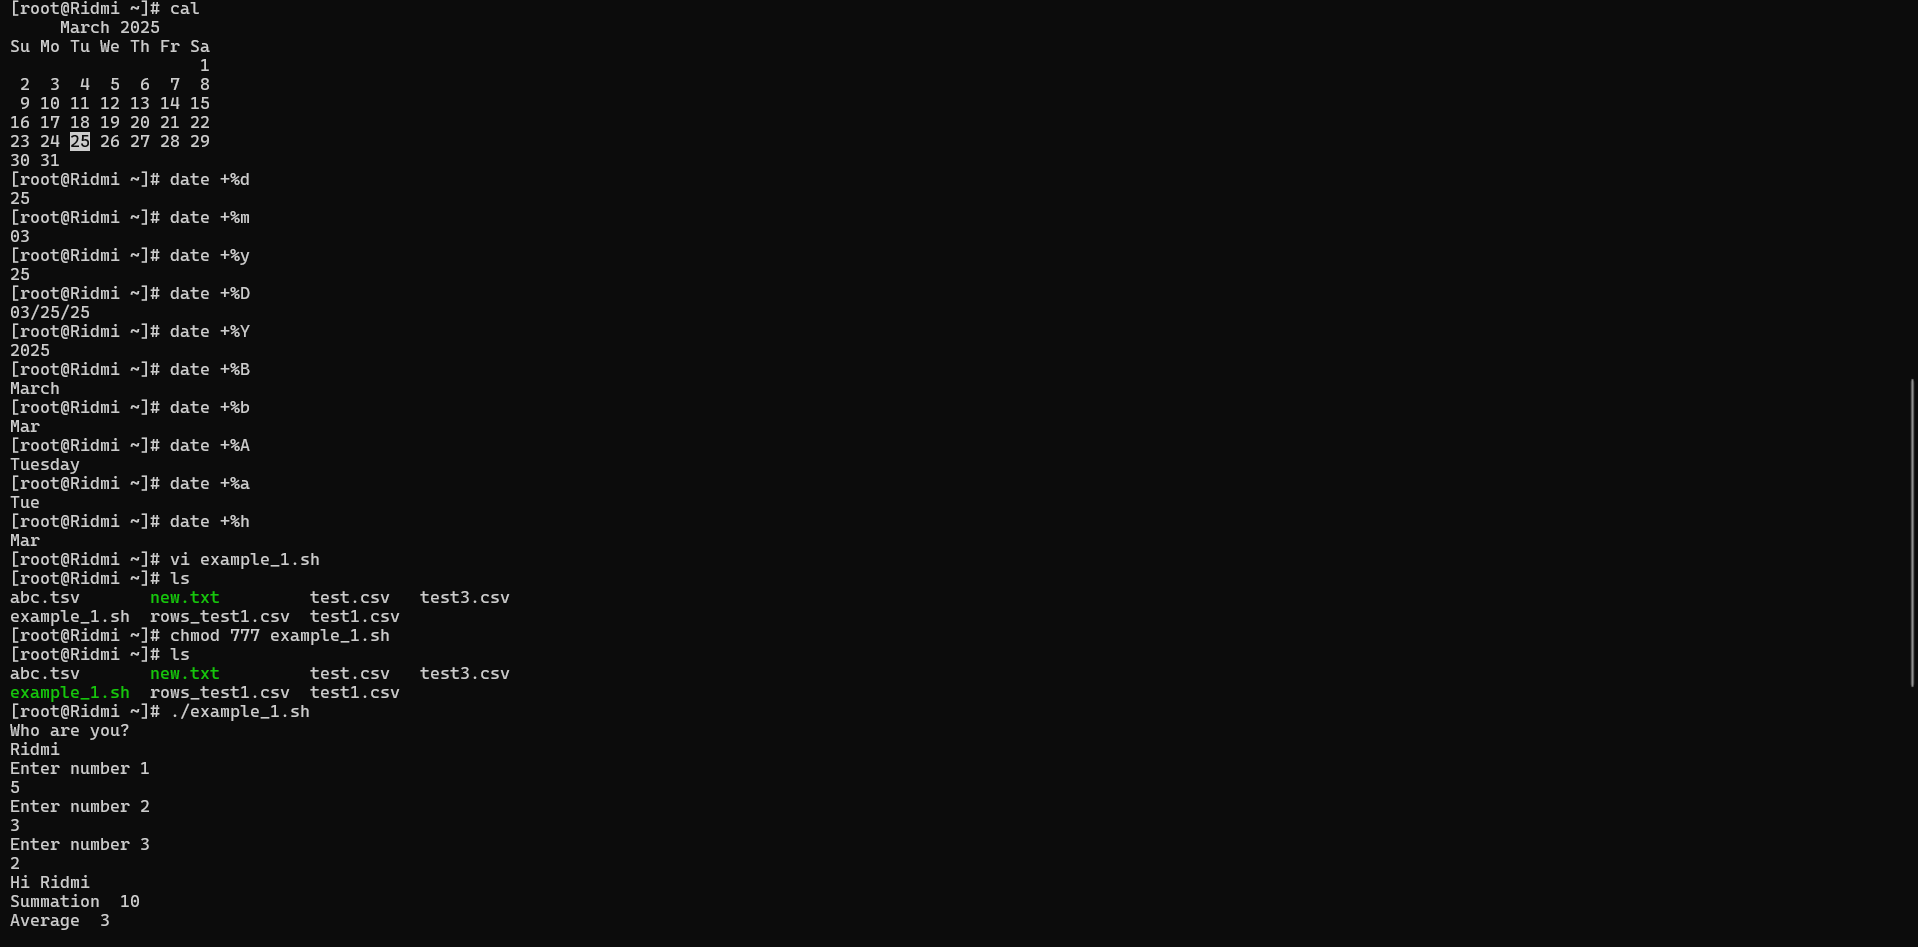 [root@Ridmi ~]# cal
     March 2025
Su Mo Tu We Th Fr Sa
                   1
 2  3  4  5  6  7  8
 9 10 11 12 13 14 15
16 17 18 19 20 21 22
23 24 25 26 27 28 29
30 31
[root@Ridmi ~]# date +%d
25
[root@Ridmi ~]# date +%m
03
[root@Ridmi ~]# date +%y
25
[root@Ridmi ~]# date +%D
03/25/25
[root@Ridmi ~]# date +%Y
2025
[root@Ridmi ~]# date +%B
March
[root@Ridmi ~]# date +%b
Mar
[root@Ridmi ~]# date +%A
Tuesday
[root@Ridmi ~]# date +%a
Tue
[root@Ridmi ~]# date +%h
Mar
[root@Ridmi ~]# vi example_1.sh
[root@Ridmi ~]# ls
abc.tsv       new.txt         test.csv   test3.csv
example_1.sh  rows_test1.csv  test1.csv
[root@Ridmi ~]# chmod 777 example_1.sh
[root@Ridmi ~]# ls
abc.tsv       new.txt         test.csv   test3.csv
example_1.sh  rows_test1.csv  test1.csv
[root@Ridmi ~]# ./example_1.sh
Who are you?
Ridmi
Enter number 1
5
Enter number 2
3
Enter number 3
2
Hi Ridmi
Summation  10
Average  3